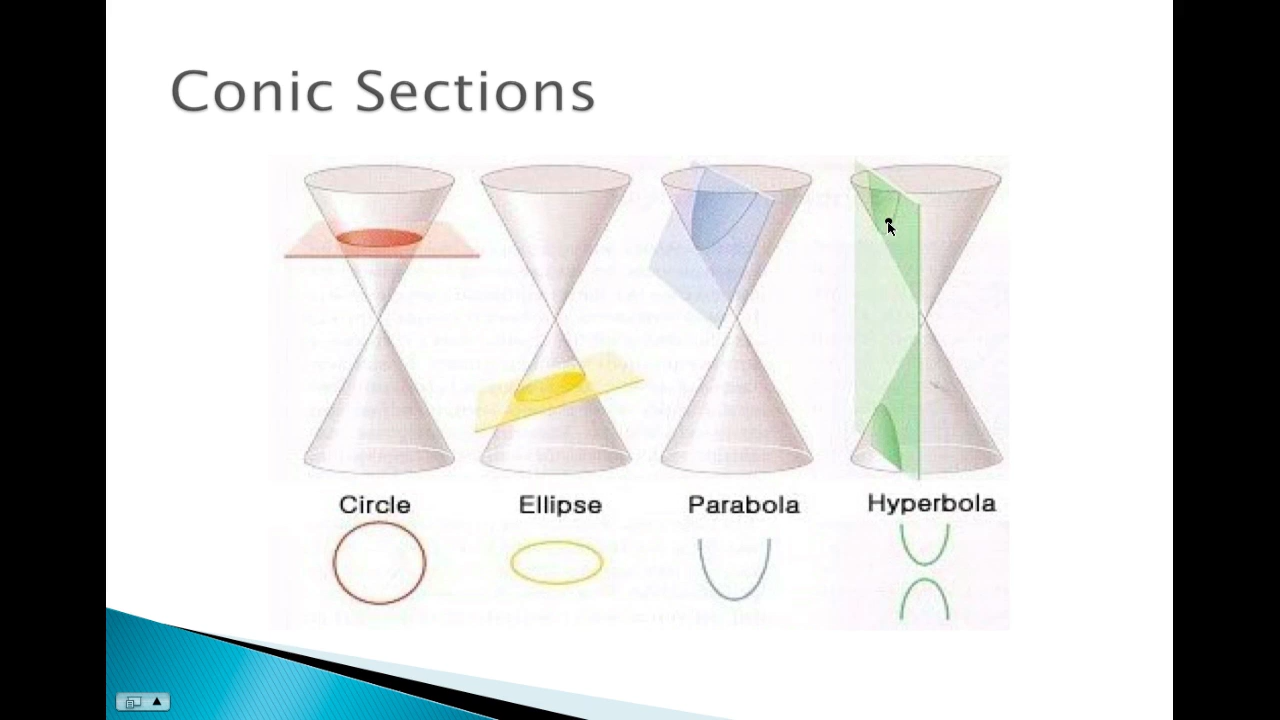 Conic Sections
Circle
Ellipse
Parabola
Hyperbola